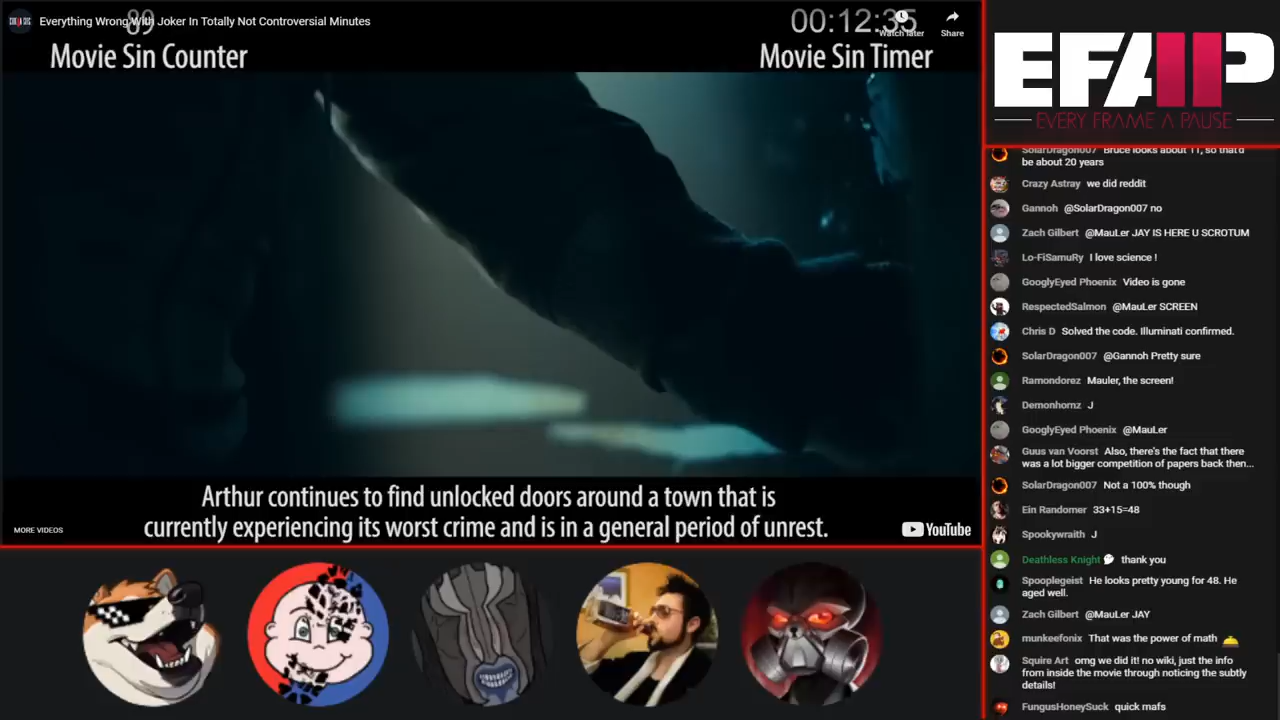 Everything Wrong With Joker In Totally Not Controversial Minutes
89
Movie Sin Counter
00:12:35
Watch later
Share
Movie Sin Timer
Arthur continues to find unlocked doors around a town that is
currently experiencing its worst crime and is in a general period of unrest.
MORE VIDEOS
YouTube
EFAP
EVERY FRAME A PAUSE
SolarDragon007 Bruce looks about 11, so that'd
be about 20 years
Crazy Astray we did reddit
Gannoh @SolarDragon007 no
Zach Gilbert @MauLer JAY IS HERE U SCROTUM
Lo-FiSamuRy I love science !
GooglyEyed Phoenix Video is gone
RespectedSalmon @MauLer SCREEN
Chris D Solved the code. Illuminati confirmed.
SolarDragon007 @Gannoh Pretty sure
Ramondorez Mauler, the screen!
Demonhornz J
GooglyEyed Phoenix @MauLer
Guus van Voorst Also, there's the fact that there
was a lot bigger competition of papers back then...
SolarDragon007 Not a 100% though
Ein Randomer 33+15=48
Spookywraith J
Deathless Knight thank you
Spooplegeist He looks pretty young for 48. He
aged well.
Zach Gilbert @MauLer JAY
munkeefonix That was the power of math
Squire Art omg we did it! no wiki, just the info
from inside the movie through noticing the subtly
details!
FungusHoneySuck quick mafs